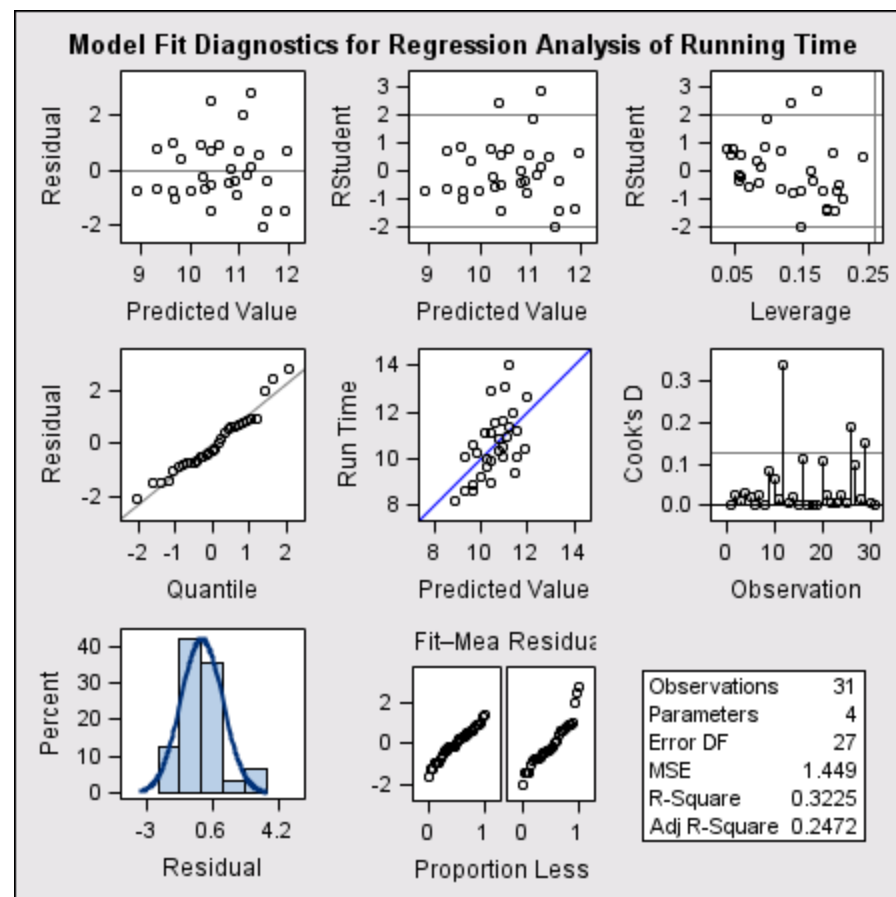 Model Fit Diagnostics for Regression Analysis of Running Time
Residual
2
0
-2
9 10 11 12
Predicted Value
RStudent
3
2
1
0
-1
-2
9 10 11 12
Predicted Value
RStudent
3
2
1
0
-1
-2
0.05 0.15 0.25
Leverage
Residual
2
0
-2
-2 -1 0 1 2
Quantile
Run Time
14
12
10
8
8 10 12 14
Predicted Value
Cook's D
0.3
0.2
0.1
0.0
0 10 20 30
Observation
Percent
40
30
20
10
0
-3 0.6 4.2
Residual
Fit–Mea Residua
2
0
-2
0 1 0 1
Proportion Less
Observations 31
Parameters 4
Error DF 27
MSE 1.449
R-Square 0.3225
Adj R-Square 0.2472